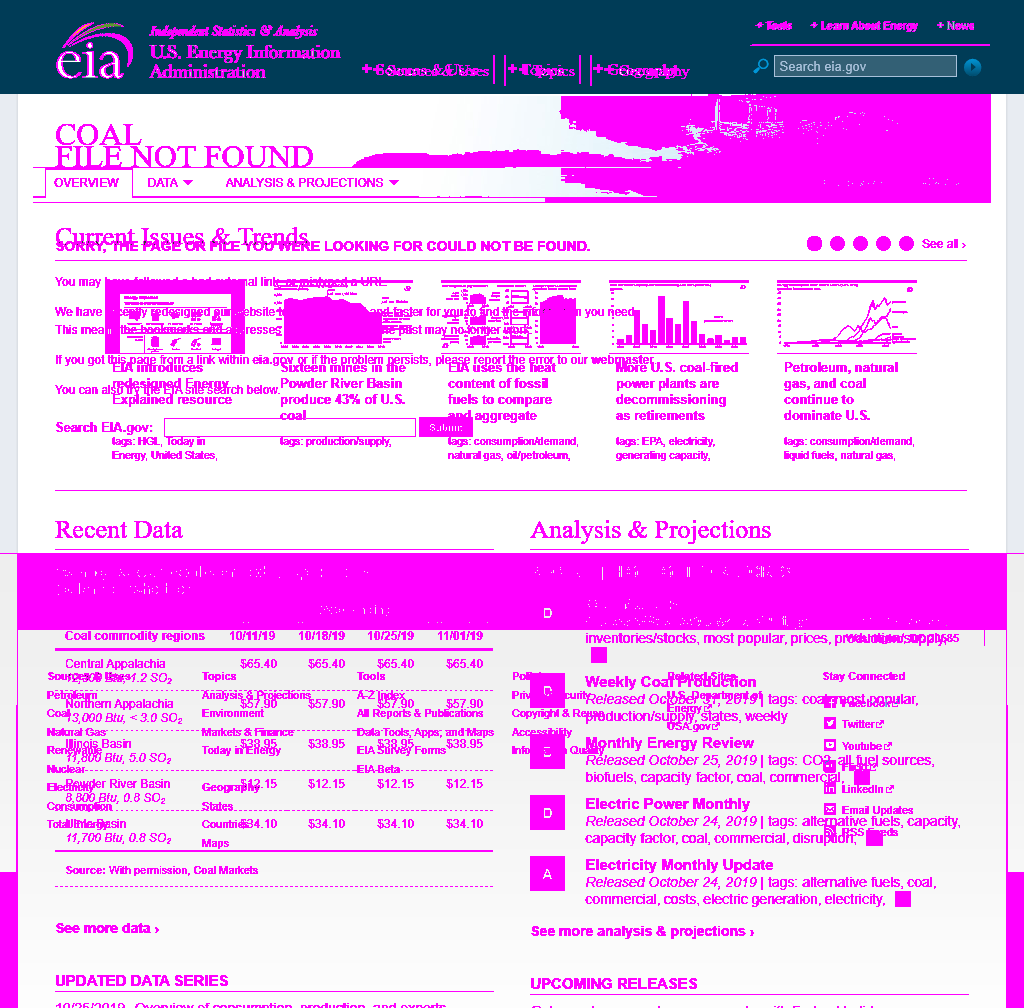 Independent Statistics & Analysis
U.S. Energy Information
Administration
+ Tools + Learn About Energy + News
Search eia.gov
eia
+ Sources & Uses + Topics + Geography
COAL
FILE NOT FOUND
OVERVIEW DATA ANALYSIS & PROJECTIONS
Current Issues & Trends
SORRY, THE PAGE OR FILE YOU WERE LOOKING FOR COULD NOT BE FOUND.
See all ›
You may have followed a bad external link or mistyped a URL.
We have recently redesigned our website to and faster for you to find the information you need.
This means the bookmarks and addresses the past may no longer work.
If you got this page from a link within eia.gov or if the problem persists, please report the error to our webmaster.
You can also try the EIA site search below.
EIA introduces
redesigned Energy
Explained resource
tags: HGL, Today in
Energy, United States,
Sixteen mines in the
Powder River Basin
produce 43% of U.S.
coal
tags: production/supply,
EIA uses the heat
content of fossil
fuels to compare
and aggregate
tags: consumption/demand,
natural gas, oil/petroleum,
More U.S. coal-fired
power plants are
decommissioning
as retirements
tags: EPA, electricity,
generating capacity,
Petroleum, natural
gas, and coal
continue to
dominate U.S.
tags: consumption/demand,
liquid fuels, natural gas,
Search EIA.gov: Submit
Recent Data
Coal commodity regions 10/11/19 10/18/19 10/25/19 11/01/19
Central Appalachia $65.40 $65.40 $65.40 $65.40
12,500 Btu, 1.2 SO₂
Northern Appalachia $57.90 $57.90 $57.90 $57.90
13,000 Btu, < 3.0 SO₂
Illinois Basin $38.95 $38.95 $38.95 $38.95
11,800 Btu, 5.0 SO₂
Powder River Basin $12.15 $12.15 $12.15 $12.15
8,800 Btu, 0.8 SO₂
Uinta Basin $34.10 $34.10 $34.10 $34.10
11,700 Btu, 0.8 SO₂
Source: With permission, Coal Markets
See more data ›
UPDATED DATA SERIES
10/25/2019 Overview of consumption, production, and exports
Analysis & Projections
D
inventories/stocks, most popular, prices, production/supply,
Weekly Coal Production
Released October 31, 2019 | tags: coal, most popular,
production/supply, states, weekly
Monthly Energy Review
Released October 25, 2019 | tags: CO2, all fuel sources,
biofuels, capacity factor, coal, commercial,
D
Electric Power Monthly
Released October 24, 2019 | tags: alternative fuels, capacity,
capacity factor, coal, commercial, disruption,
A
Electricity Monthly Update
Released October 24, 2019 | tags: alternative fuels, coal,
commercial, costs, electric generation, electricity,
See more analysis & projections ›
UPCOMING RELEASES
Sources & Uses
Petroleum
Coal
Natural Gas
Renewable
Nuclear
Electricity
Consumption
Total Energy
Topics
Analysis & Projections
Environment
Markets & Finance
Today in Energy
Geography
States
Countries
Maps
Tools
A-Z Index
All Reports & Publications
Data Tools, Apps, and Maps
EIA Survey Forms
EIA Beta
Policies
Privacy/Security
Copyright & Reuse
Accessibility
Information Quality
Related Sites
U.S. Department of
Energy
USA.gov
Stay Connected
Facebook
Twitter
Youtube
Flickr
LinkedIn
Email Updates
RSS Feeds